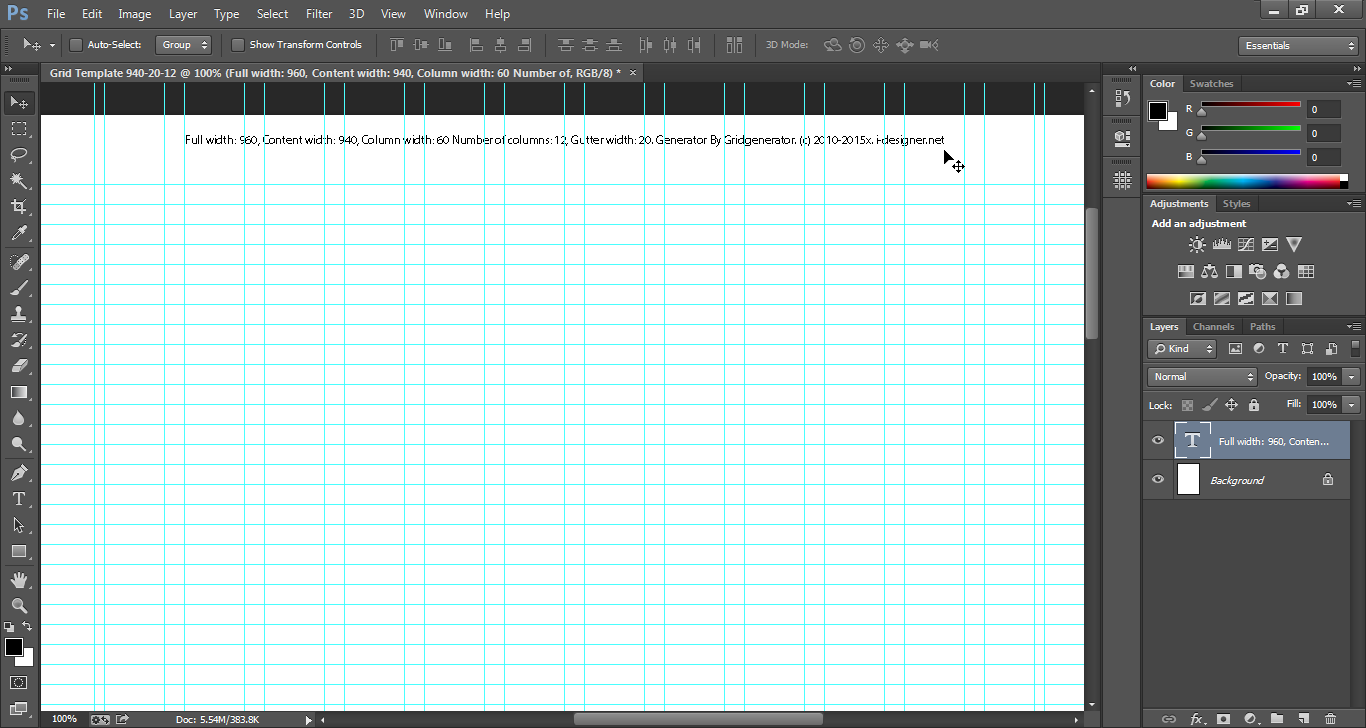 Ps File Edit Image Layer Type Select Filter 3D View Window Help
Auto-Select: Group Show Transform Controls 3D Mode: Essentials
Grid Template 940-20-12 @ 100% (Full width: 960, Content width: 940, Column width: 60 Number of, RGB/8) *
Full width: 960, Content width: 940, Column width: 60 Number of columns: 12, Gutter width: 20. Generator By Gridgenerator. (c) 2010-2015x. i-designer.net
Color Swatches
R 0
G 0
B 0
Adjustments Styles
Add an adjustment
Layers Channels Paths
Kind
Normal Opacity: 100%
Lock: Fill: 100%
T Full width: 960, Conten...
Background
100% Doc: 5.54M/383.8K
fx